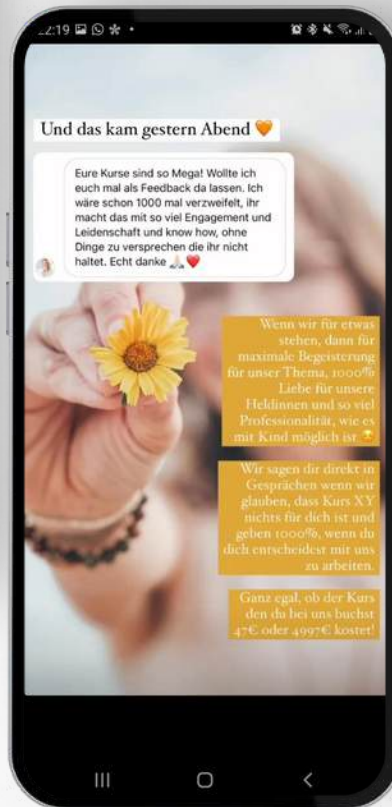 22:19
Und das kam gestern Abend 🧡
Eure Kurse sind so Mega! Wollte ich
euch mal als Feedback da lassen. Ich
wäre schon 1000 mal verzweifelt, ihr
macht das mit so viel Engagement und
Leidenschaft und know how, ohne
Dinge zu versprechen die ihr nicht
haltet. Echt danke 🙏🏻❤️
Wenn wir für etwas
stehen, dann für
maximale Begeisterung
für unser Thema, 1000%
Liebe für unsere
Heldinnen und so viel
Professionalität, wie es
mit Kind möglich ist
Wir sagen dir direkt in
Gesprächen wenn wir
glauben, dass Kurs XY
nichts für dich ist und
geben 1000%, wenn du
dich entscheidest mit uns
zu arbeiten.
Ganz egal, ob der Kurs
den du bei uns buchst
47€ oder 4997€ kostet!